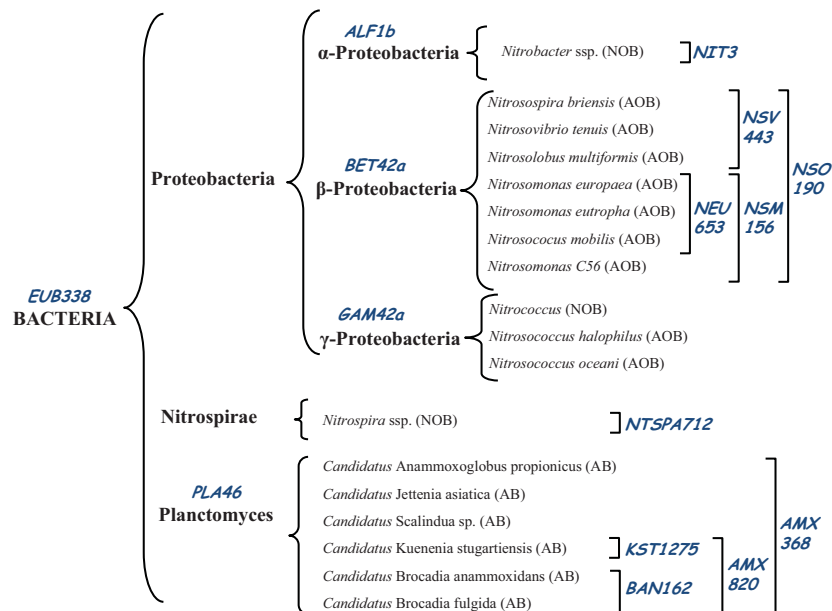 ALF1b
α-Proteobacteria
Nitrobacter ssp. (NOB)
NIT3
Nitrosospira briensis (AOB)
Nitrosovibrio tenuis (AOB)
Nitrosolobus multiformis (AOB)
NSV
443
Proteobacteria
BET42a
β-Proteobacteria
Nitrosomonas europaea (AOB)
Nitrosomonas eutropha (AOB)
Nitrosococus mobilis (AOB)
Nitrosomonas C56 (AOB)
NEU
653
NSM
156
NSO
190
EUB338
BACTERIA
GAM42a
γ-Proteobacteria
Nitrococcus (NOB)
Nitrosococcus halophilus (AOB)
Nitrosococcus oceani (AOB)
Nitrospirae
Nitrospira ssp. (NOB)
NTSPA712
PLA46
Planctomyces
Candidatus Anammoxoglobus propionicus (AB)
Candidatus Jettenia asiatica (AB)
Candidatus Scalindua sp. (AB)
Candidatus Kuenenia stugartiensis (AB)
Candidatus Brocadia anammoxidans (AB)
Candidatus Brocadia fulgida (AB)
KST1275
BAN162
AMX
820
AMX
368